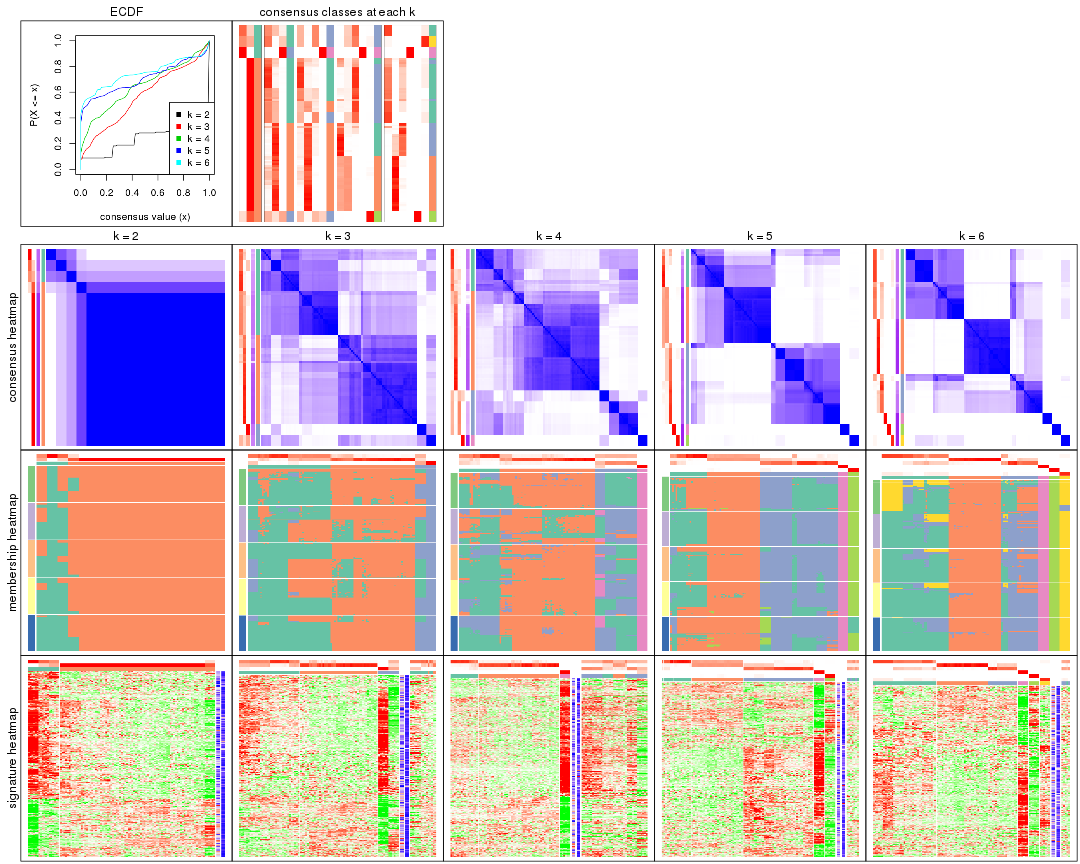 ECDF
consensus classes at each k
P(X <= x)
0.0 0.2 0.4 0.6 0.8 1.0
k = 2
k = 3
k = 4
k = 5
k = 6
0.0 0.2 0.4 0.6 0.8 1.0
consensus value (x)
k = 2 k = 3 k = 4 k = 5 k = 6
consensus heatmap
membership heatmap
signature heatmap